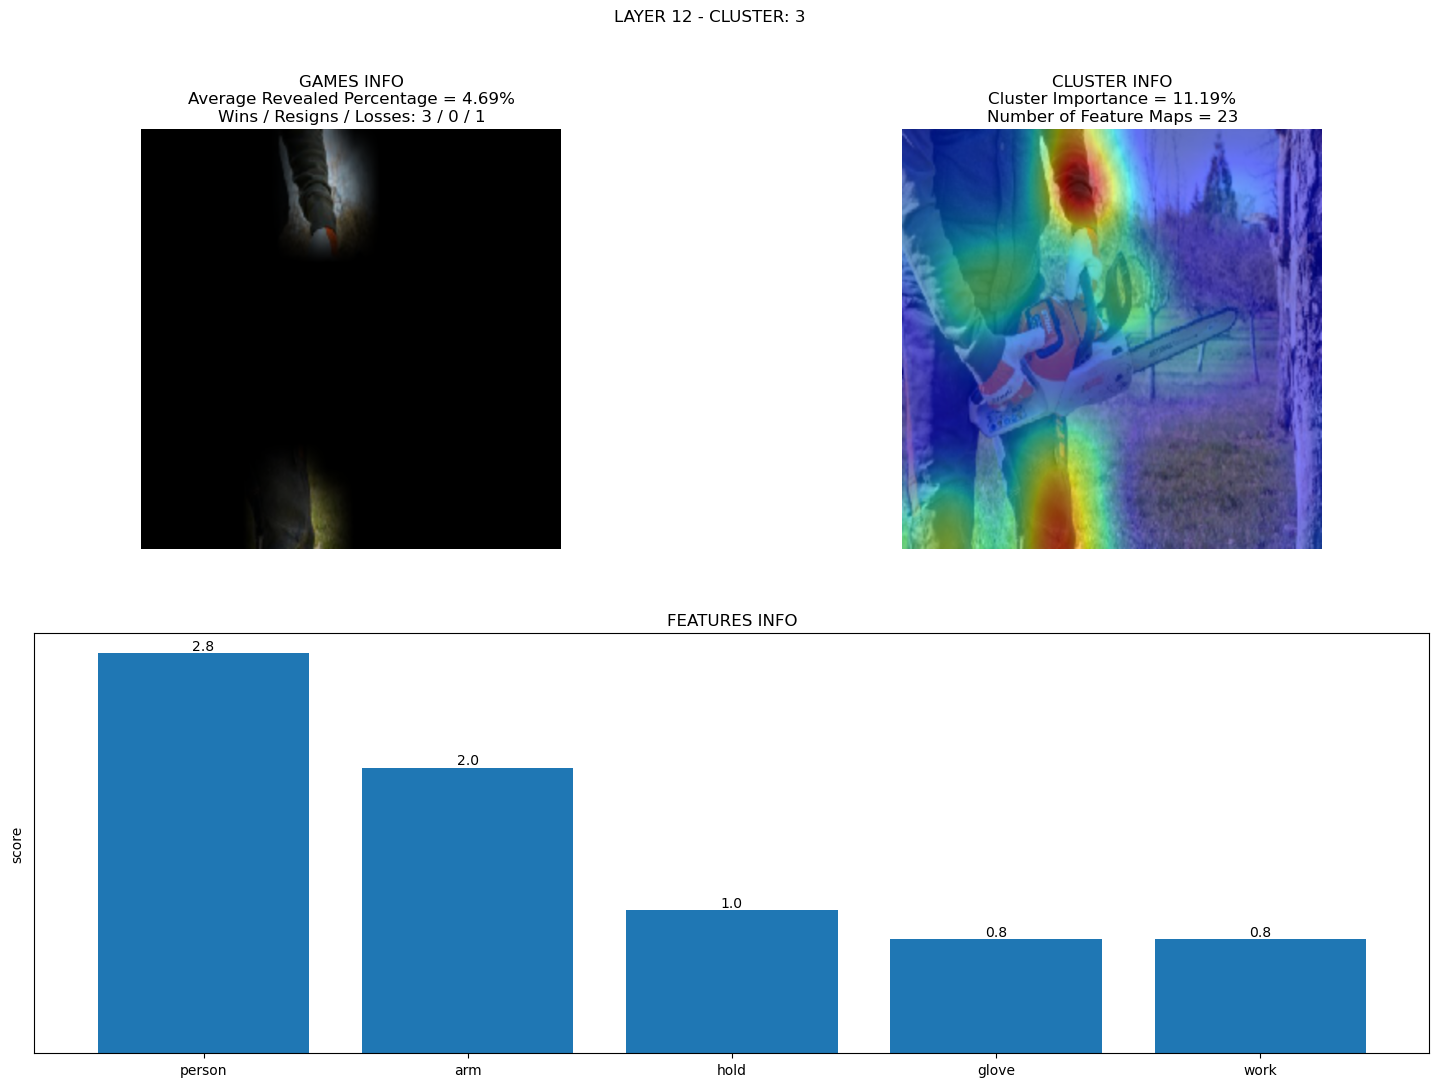 LAYER 12 - CLUSTER: 3
GAMES INFO
Average Revealed Percentage = 4.69%
Wins / Resigns / Losses: 3 / 0 / 1
CLUSTER INFO
Cluster Importance = 11.19%
Number of Feature Maps = 23
FEATURES INFO
score
2.8
2.0
1.0
0.8
0.8
person
arm
hold
glove
work